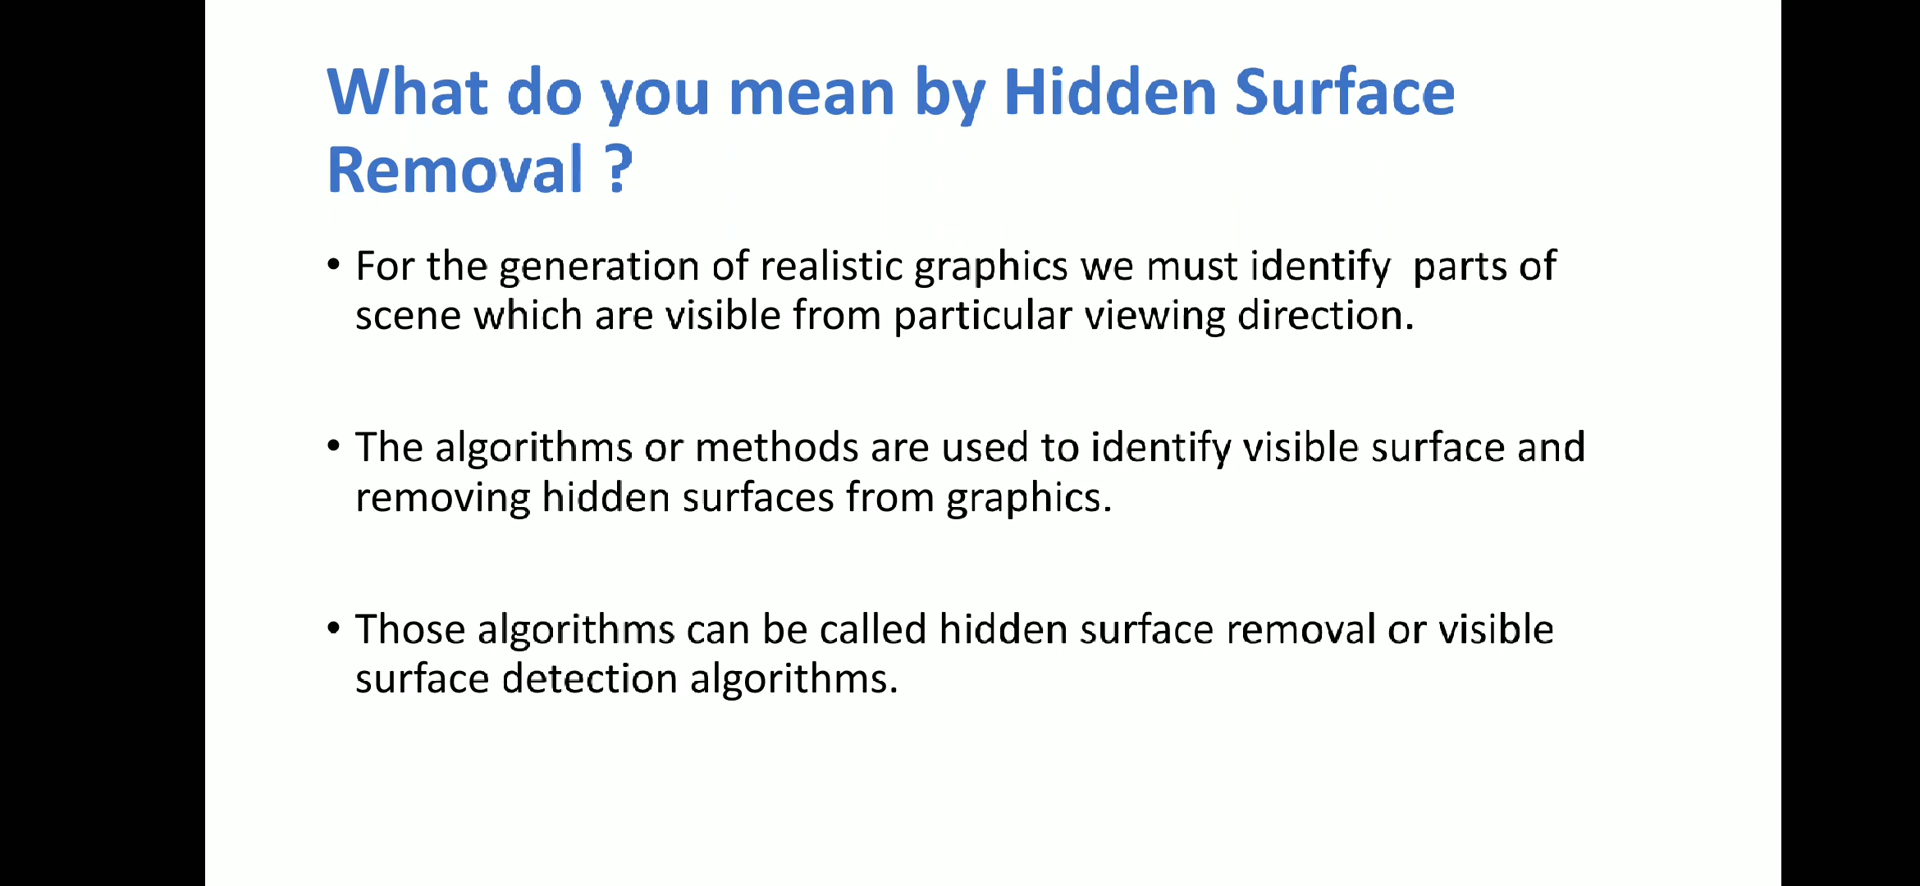 What do you mean by Hidden Surface
Removal ?
• For the generation of realistic graphics we must identify  parts of
scene which are visible from particular viewing direction.
• The algorithms or methods are used to identify visible surface and
removing hidden surfaces from graphics.
• Those algorithms can be called hidden surface removal or visible
surface detection algorithms.